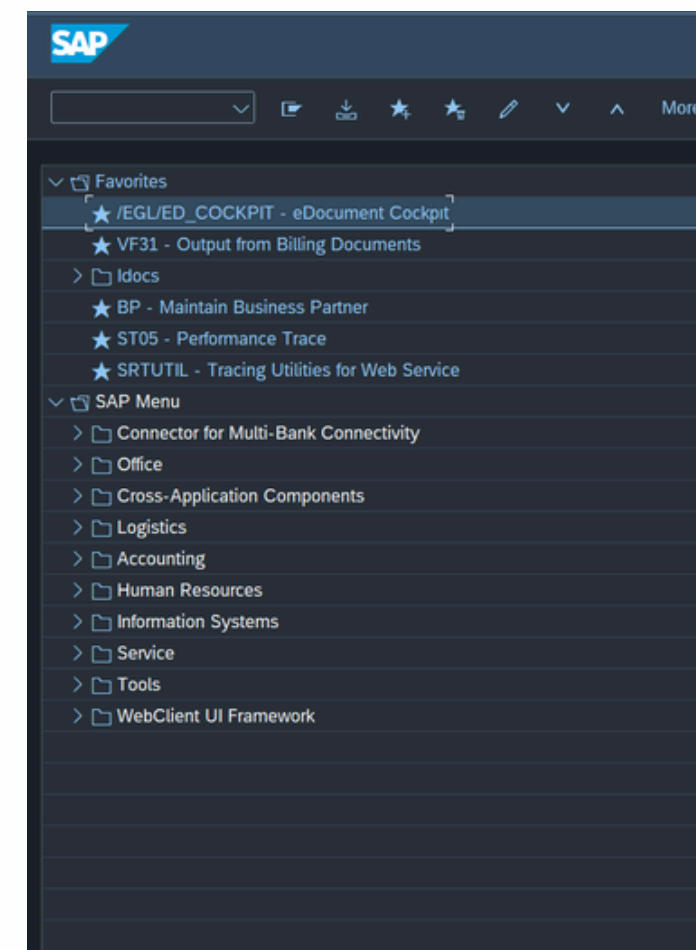 SAP
More
Favorites
/EGL/ED_COCKPIT - eDocument Cockpit
VF31 - Output from Billing Documents
Idocs
BP - Maintain Business Partner
ST05 - Performance Trace
SRTUTIL - Tracing Utilities for Web Service
SAP Menu
Connector for Multi-Bank Connectivity
Office
Cross-Application Components
Logistics
Accounting
Human Resources
Information Systems
Service
Tools
WebClient UI Framework